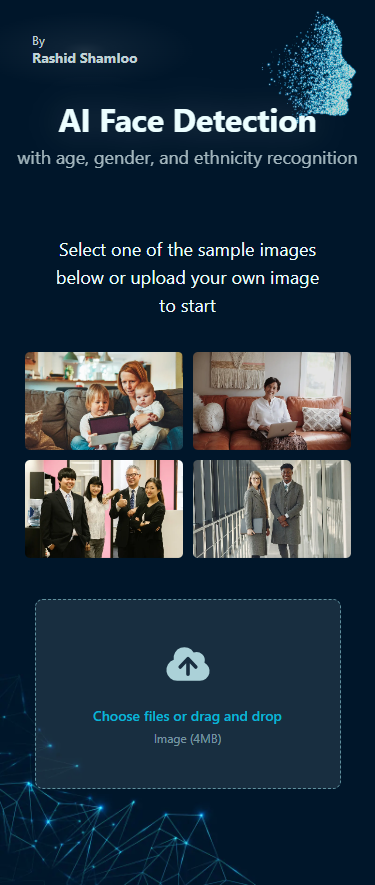 By
Rashid Shamloo
AI Face Detection
with age, gender, and ethnicity recognition
Select one of the sample images
below or upload your own image
to start
Choose files or drag and drop
Image (4MB)